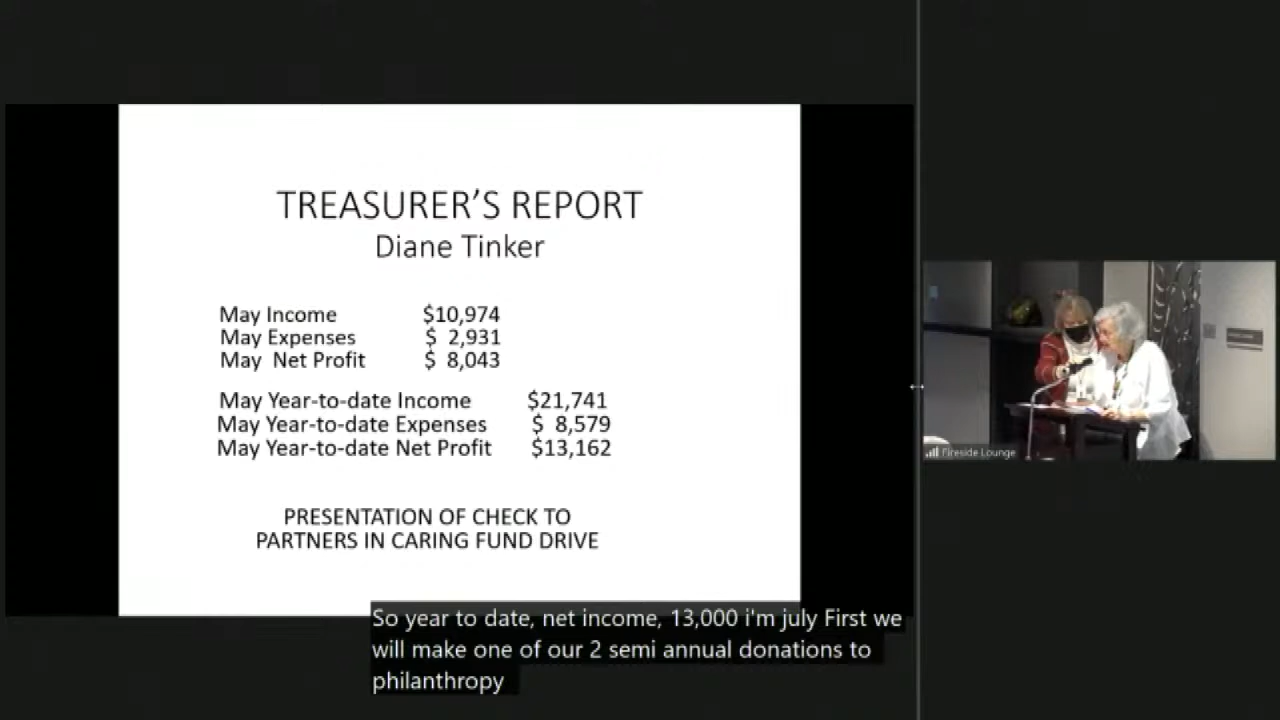 TREASURER'S REPORT
Diane Tinker
May Income $10,974
May Expenses $ 2,931
May Net Profit $ 8,043
May Year-to-date Income $21,741
May Year-to-date Expenses $ 8,579
May Year-to-date Net Profit $13,162
PRESENTATION OF CHECK TO
PARTNERS IN CARING FUND DRIVE
Fireside Lounge
So year to date, net income, 13,000 i'm july First we
will make one of our 2 semi annual donations to
philanthropy